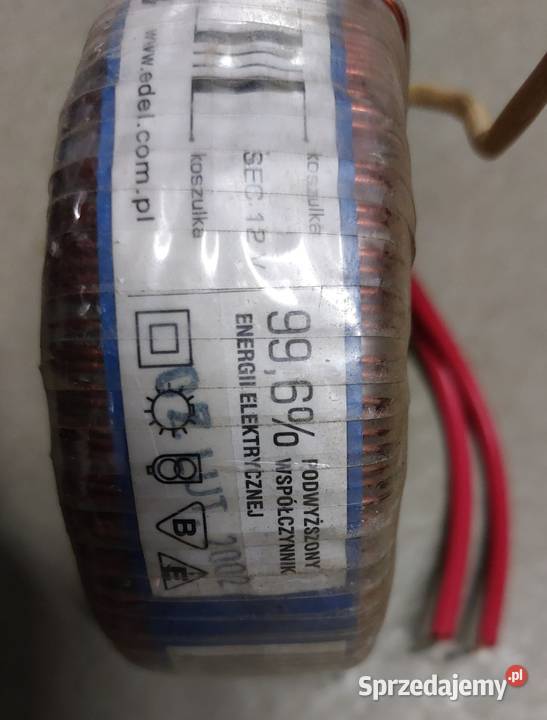 www.edel.com.pl
koszulka
koszulka
SEC 12 V
99,6%
PODWYŻSZONY
WSPÓŁCZYNNIK
ENERGII ELEKTRYCZNEJ
LUT 2002
B
E
Sprzedajemy.pl